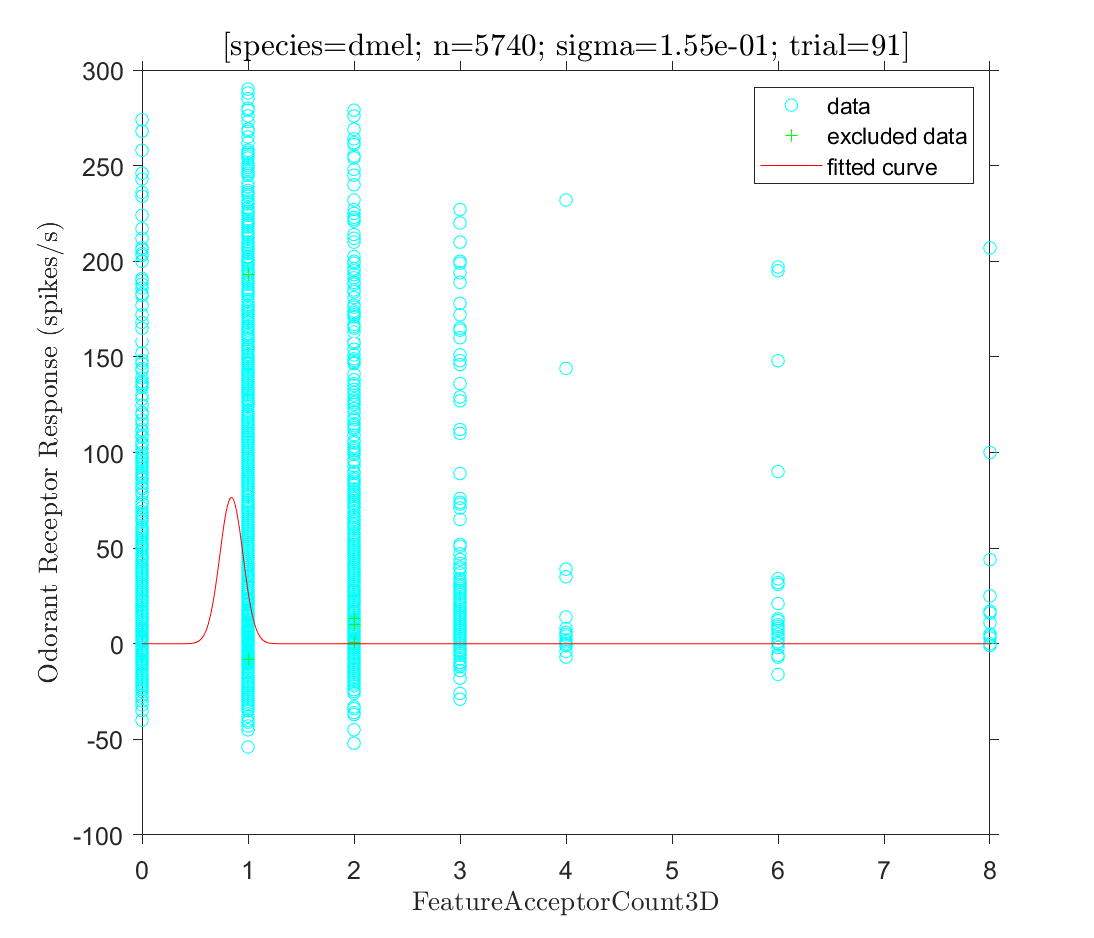 [species=dmel; n=5740; sigma=1.55e-01; trial=91]
300
250
200
150
100
50
0
-50
-100
Odorant Receptor Response (spikes/s)
data
excluded data
fitted curve
0 1 2 3 4 5 6 7 8
FeatureAcceptorCount3D